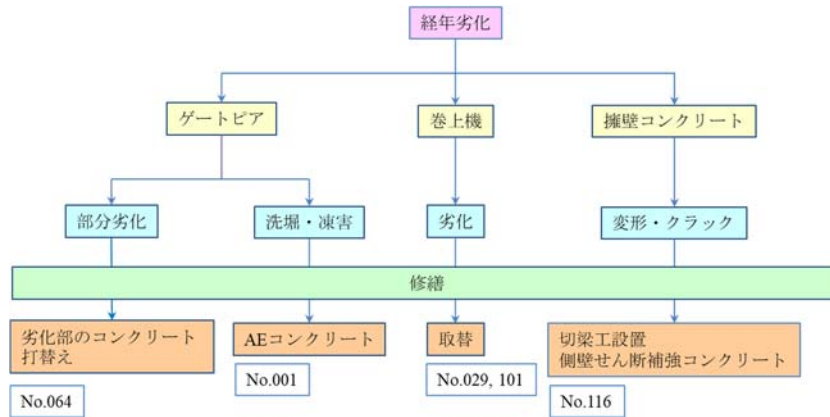 経年劣化
ゲートピア
巻上機
擁壁コンクリート
部分劣化
洗堀・凍害
劣化
変形・クラック
修繕
劣化部のコンクリート
打替え
AEコンクリート
取替
切梁工設置
側壁せん断補強コンクリート
No.064
No.001
No.029, 101
No.116